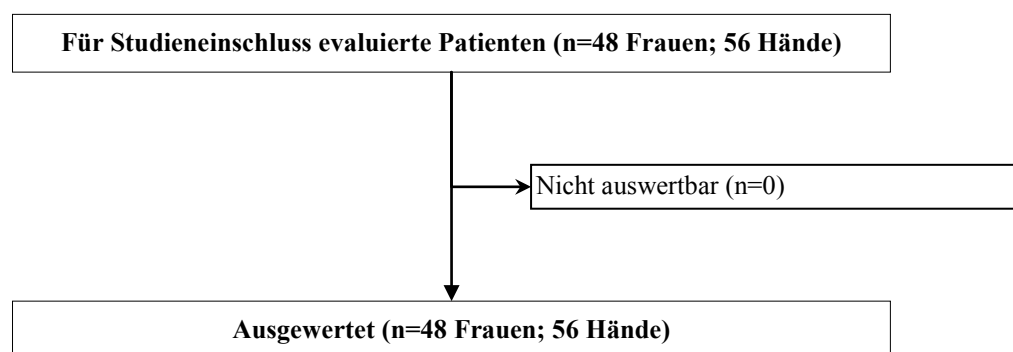 Für Studieneinschluss evaluierte Patienten (n=48 Frauen; 56 Hände)
Nicht auswertbar (n=0)
Ausgewertet (n=48 Frauen; 56 Hände)